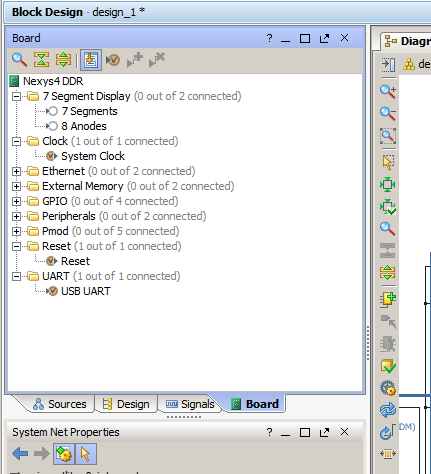 Block Design - design_1 *
Board
Diagr
Nexys4 DDR
de
7 Segment Display (0 out of 2 connected)
7 Segments
8 Anodes
Clock (1 out of 1 connected)
System Clock
Ethernet (0 out of 2 connected)
External Memory (0 out of 2 connected)
GPIO (0 out of 4 connected)
Peripherals (0 out of 2 connected)
Pmod (0 out of 5 connected)
Reset (1 out of 1 connected)
Reset
UART (1 out of 1 connected)
USB UART
Sources
Design
Signals
Board
DM)
System Net Properties